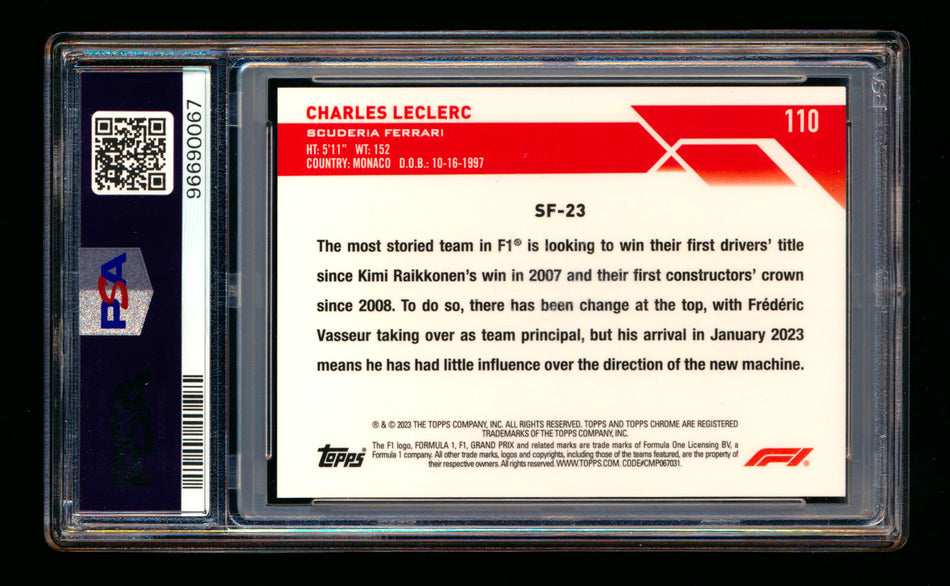 96690067
PSA
CHARLES LECLERC
SCUDERIA FERRARI
HT: 5'11" WT: 152
COUNTRY: MONACO D.O.B.: 10-16-1997
110
SF-23
The most storied team in F1® is looking to win their first drivers' title
since Kimi Raikkonen's win in 2007 and their first constructors' crown
since 2008. To do so, there has been change at the top, with Frédéric
Vasseur taking over as team principal, but his arrival in January 2023
means he has had little influence over the direction of the new machine.
® & © 2023 THE TOPPS COMPANY, INC. ALL RIGHTS RESERVED. TOPPS AND TOPPS CHROME ARE REGISTERED
TRADEMARKS OF THE TOPPS COMPANY, INC.
Topps
The F1 logo, FORMULA 1, F1, GRAND PRIX and related marks are trade marks of Formula One Licensing BV, a
Formula 1 company. All other trade marks, logos and copyrights, including those of the teams featured, are the property of
their respective owners. All rights reserved. WWW.TOPPS.COM. CODE#CMP067031.
F1
PSA